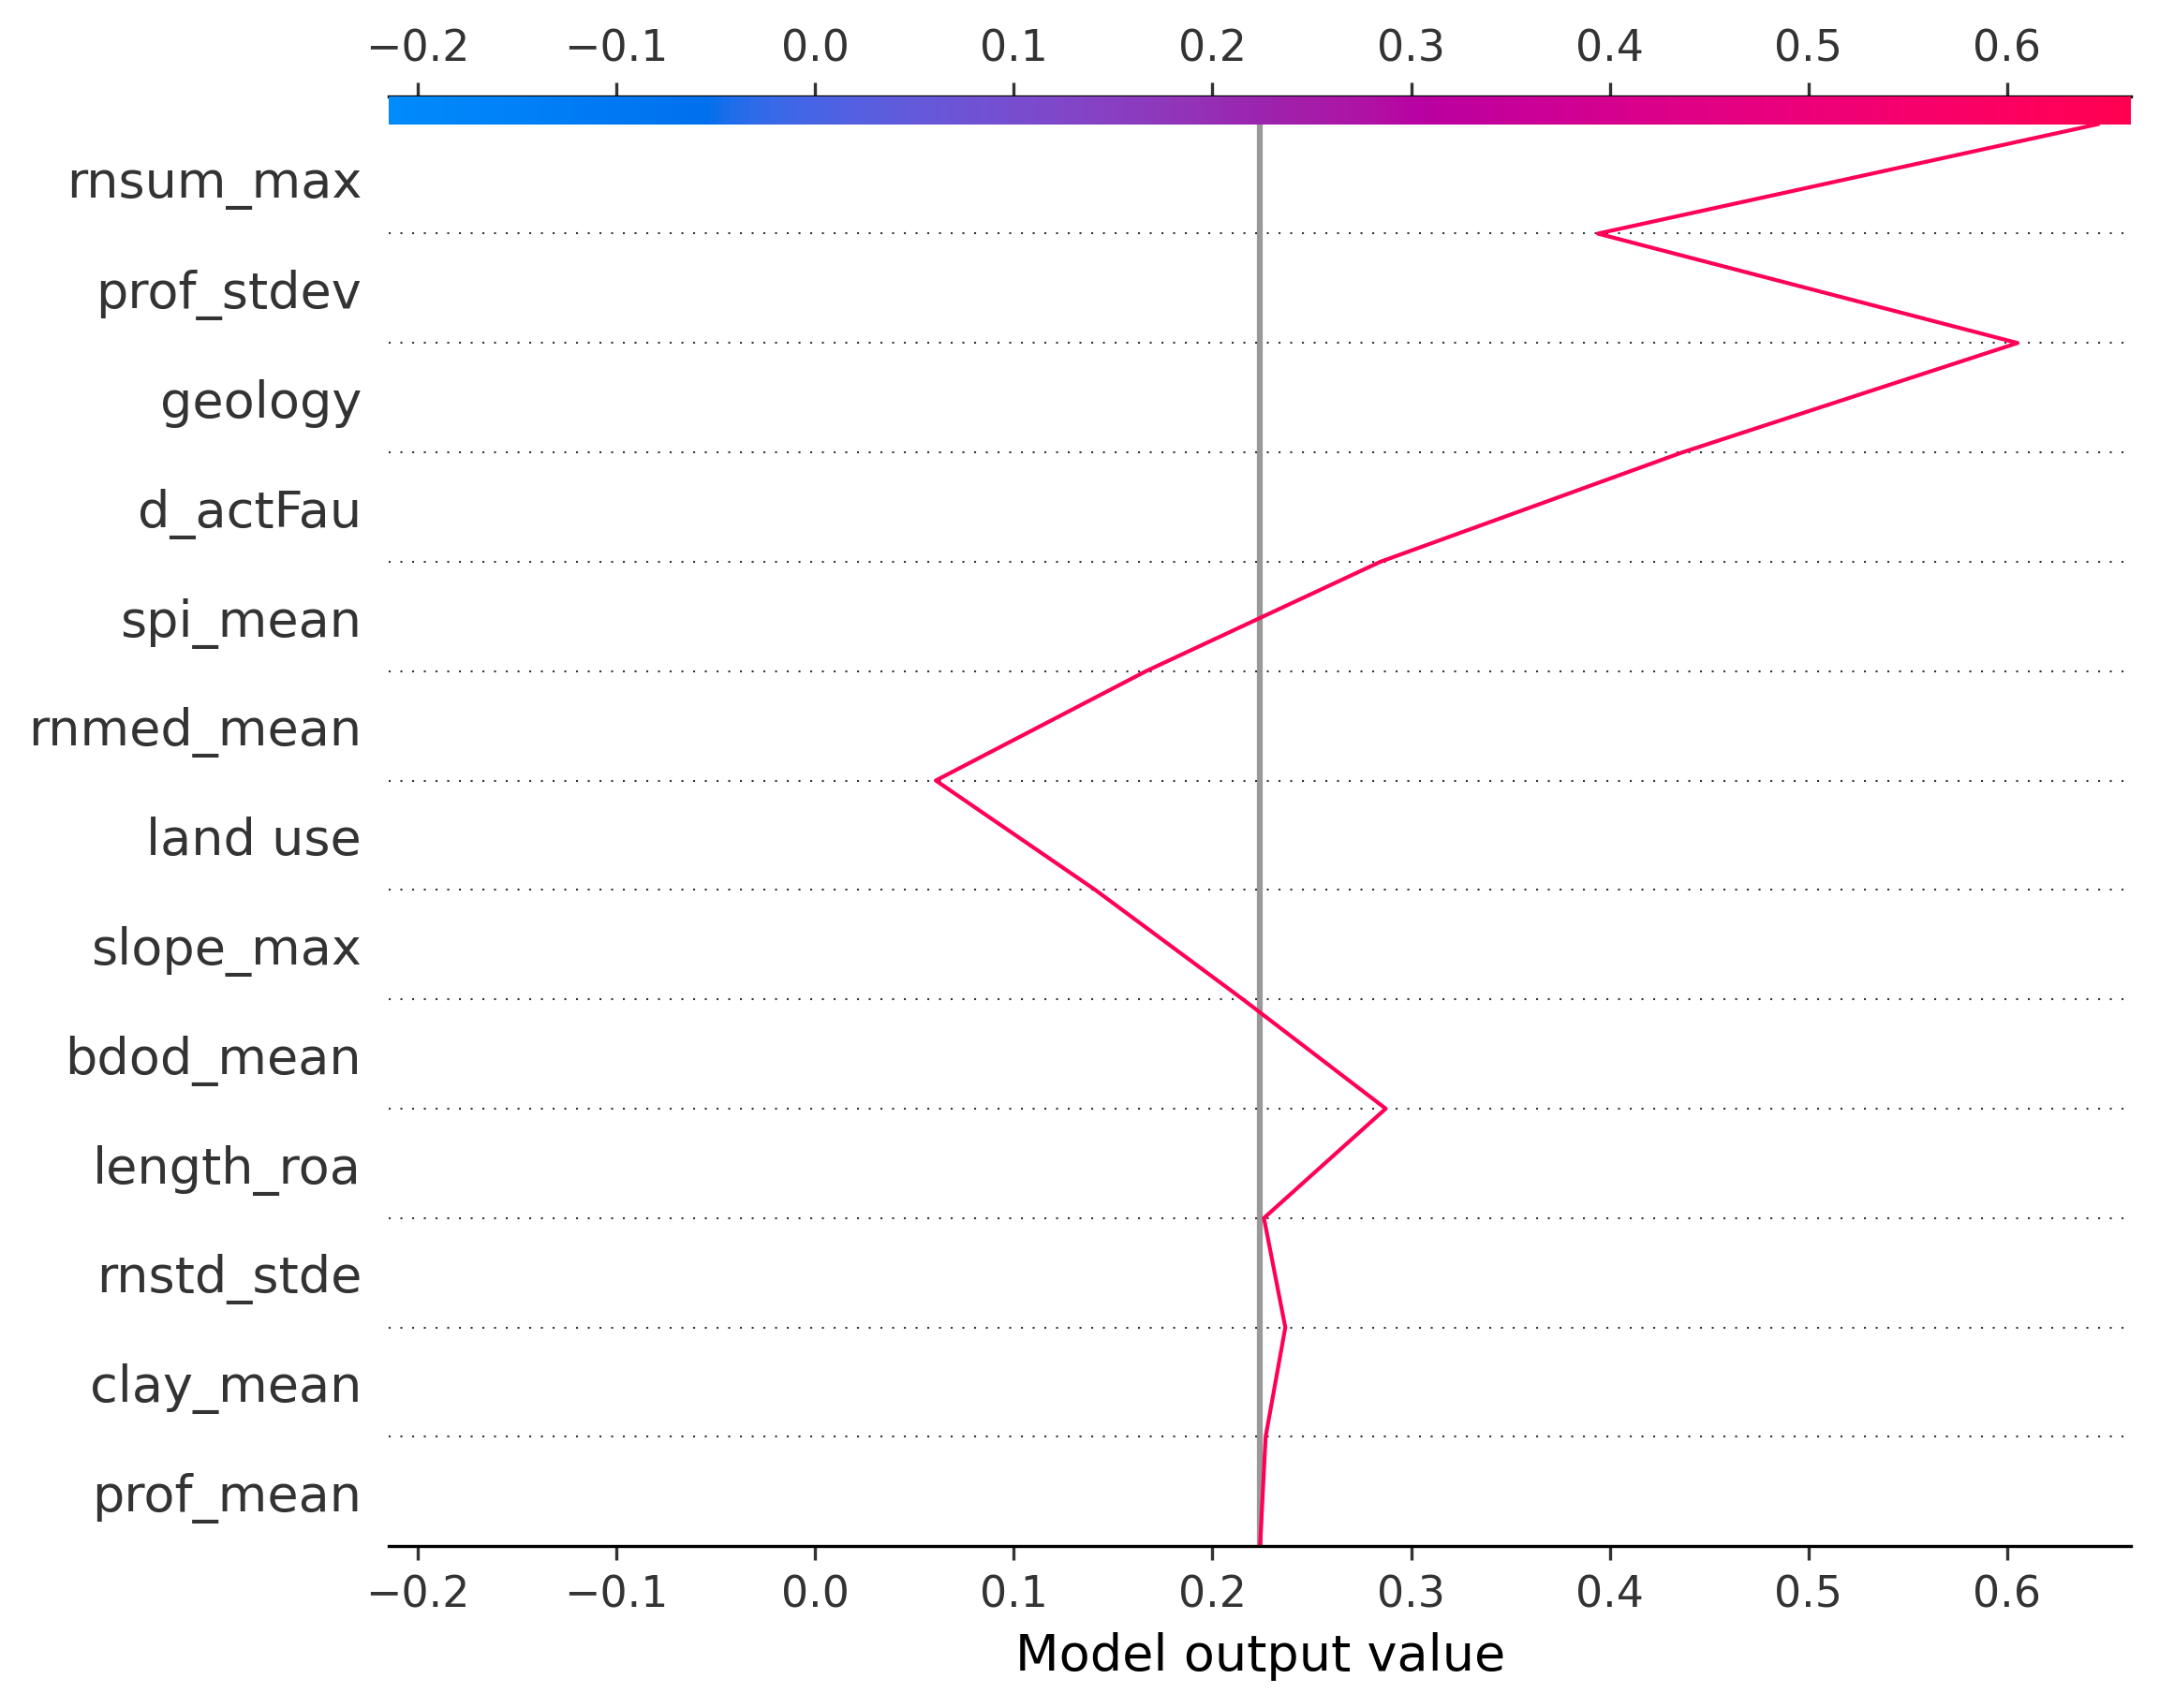 −0.2 −0.1 0.0 0.1 0.2 0.3 0.4 0.5 0.6
rnsum_max
prof_stdev
geology
d_actFau
spi_mean
rnmed_mean
land use
slope_max
bdod_mean
length_roa
rnstd_stde
clay_mean
prof_mean
−0.2 −0.1 0.0 0.1 0.2 0.3 0.4 0.5 0.6
Model output value